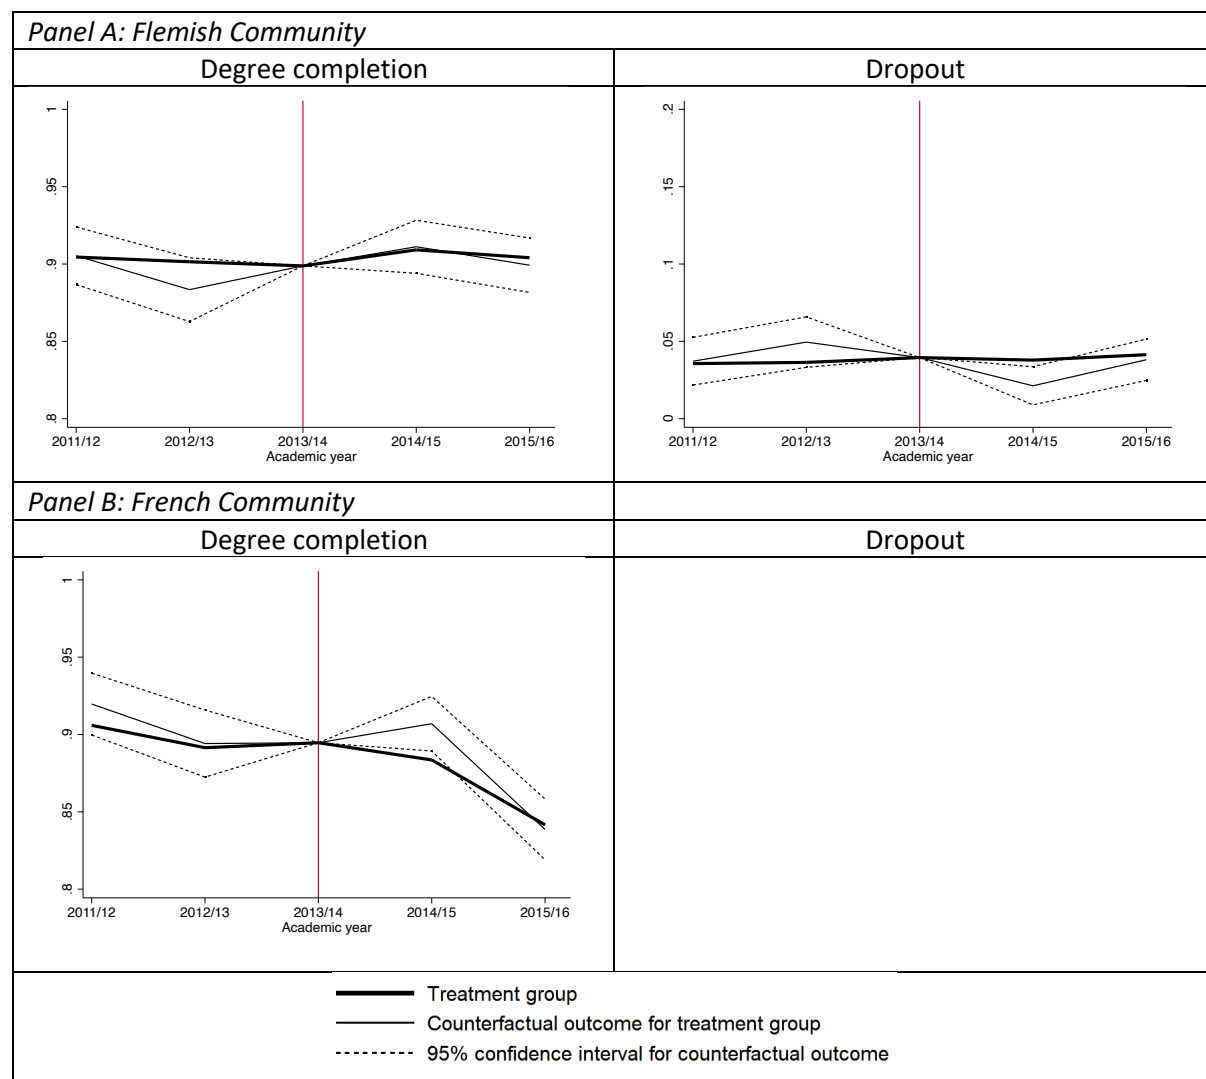 Panel A: Flemish Community
Degree completion
Dropout
1
.95
.9
.85
.8
2011/12 2012/13 2013/14 2014/15 2015/16
Academic year
.2
.15
.1
.05
0
2011/12 2012/13 2013/14 2014/15 2015/16
Academic year
Panel B: French Community
Degree completion
Dropout
1
.95
.9
.85
.8
2011/12 2012/13 2013/14 2014/15 2015/16
Academic year
Treatment group
Counterfactual outcome for treatment group
95% confidence interval for counterfactual outcome